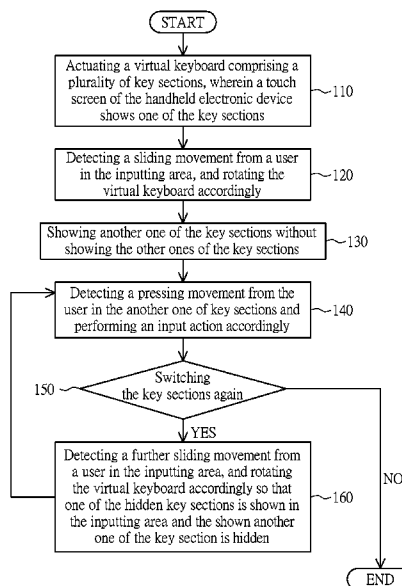 START
Actuating a virtual keyboard comprising a
plurality of key sections, wherein a touch
screen of the handheld electronic device
shows one of the key sections
110
Detecting a sliding movement from a user
in the inputting area, and rotating the
virtual keyboard accordingly
120
Showing another one of the key sections without
showing the other ones of the key sections
130
Detecting a pressing movement from the
user in the another one of key sections and
performing an input action accordingly
140
Switching
the key sections again
150
YES
NO
Detecting a further sliding movement from
a user in the inputting area, and rotating
the virtual keyboard accordingly so that
one of the hidden key sections is shown in
the inputting area and the shown another
one of the key section is hidden
160
END